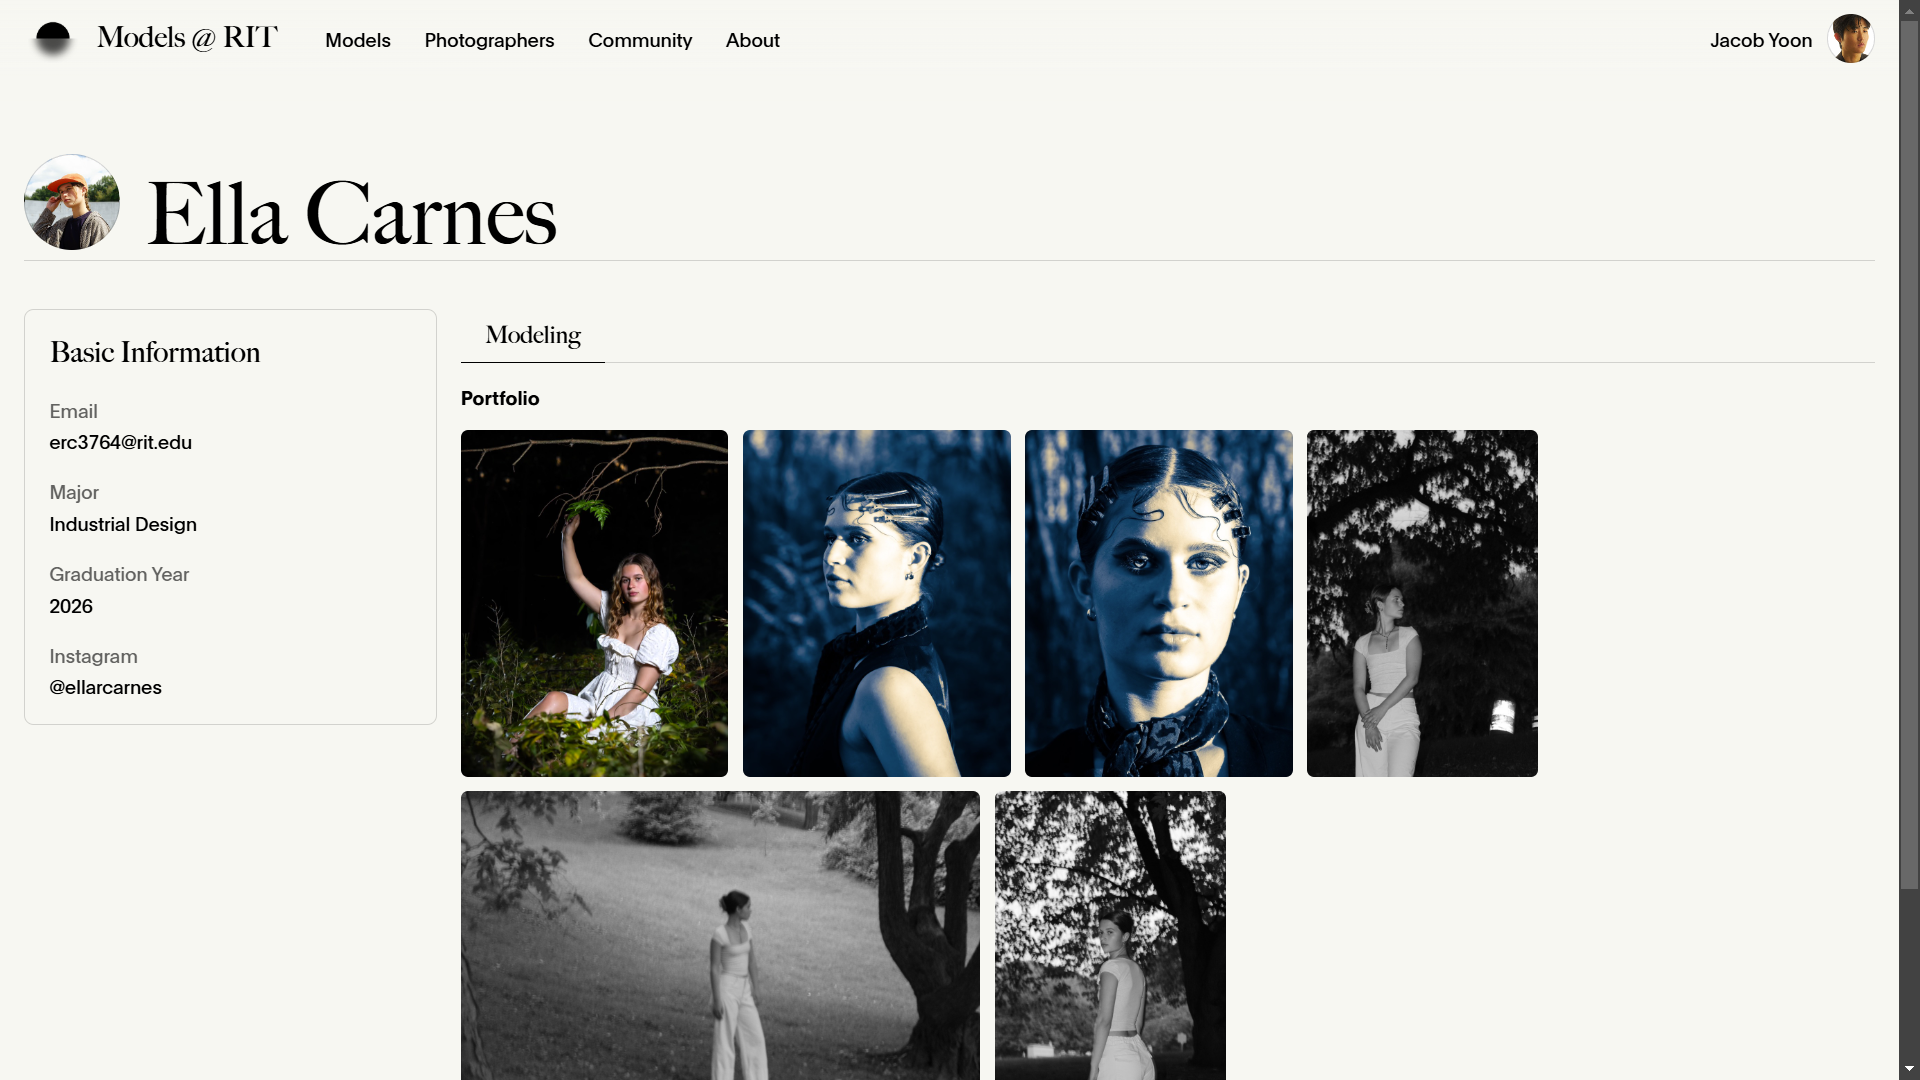 Models @ RIT
Models
Photographers
Community
About
Jacob Yoon
Ella Carnes
Basic Information
Email
erc3764@rit.edu
Major
Industrial Design
Graduation Year
2026
Instagram
@ellarcarnes
Modeling
Portfolio